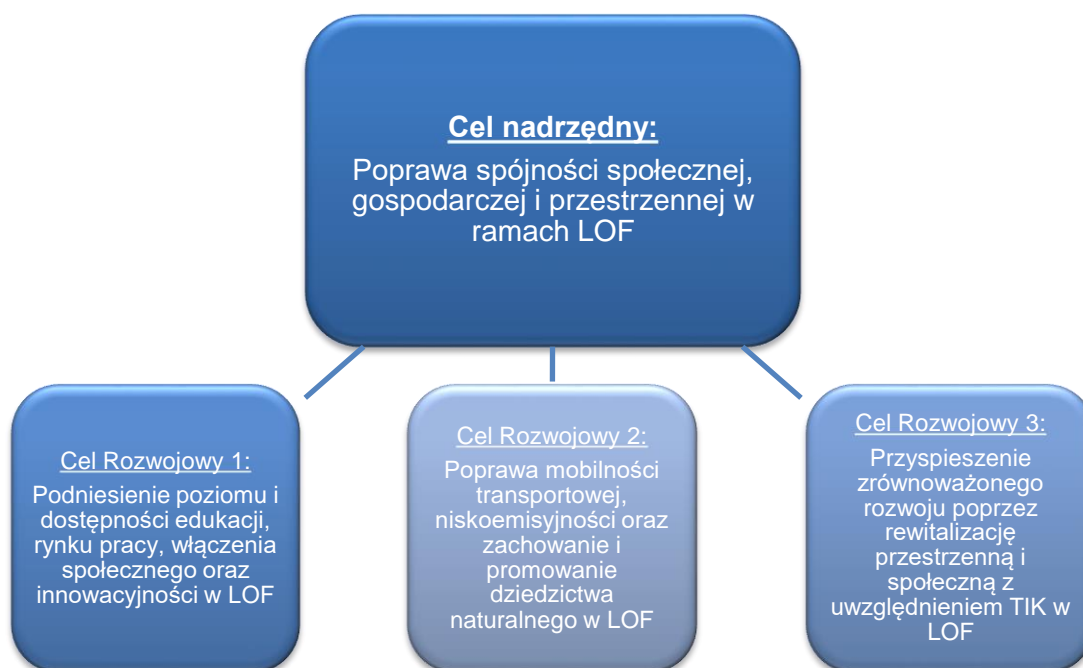 Cel nadrzędny:
Poprawa spójności społecznej,
gospodarczej i przestrzennej w
ramach LOF
Cel Rozwojowy 1:
Podniesienie poziomu i
dostępności edukacji,
rynku pracy, włączenia
społecznego oraz
innowacyjności w LOF
Cel Rozwojowy 2:
Poprawa mobilności
transportowej,
niskoemisyjności oraz
zachowanie i
promowanie
dziedzictwa
naturalnego w LOF
Cel Rozwojowy 3:
Przyspieszenie
zrównoważonego
rozwoju poprzez
rewitalizację
przestrzenną i
społeczną z
uwzględnieniem TIK w
LOF